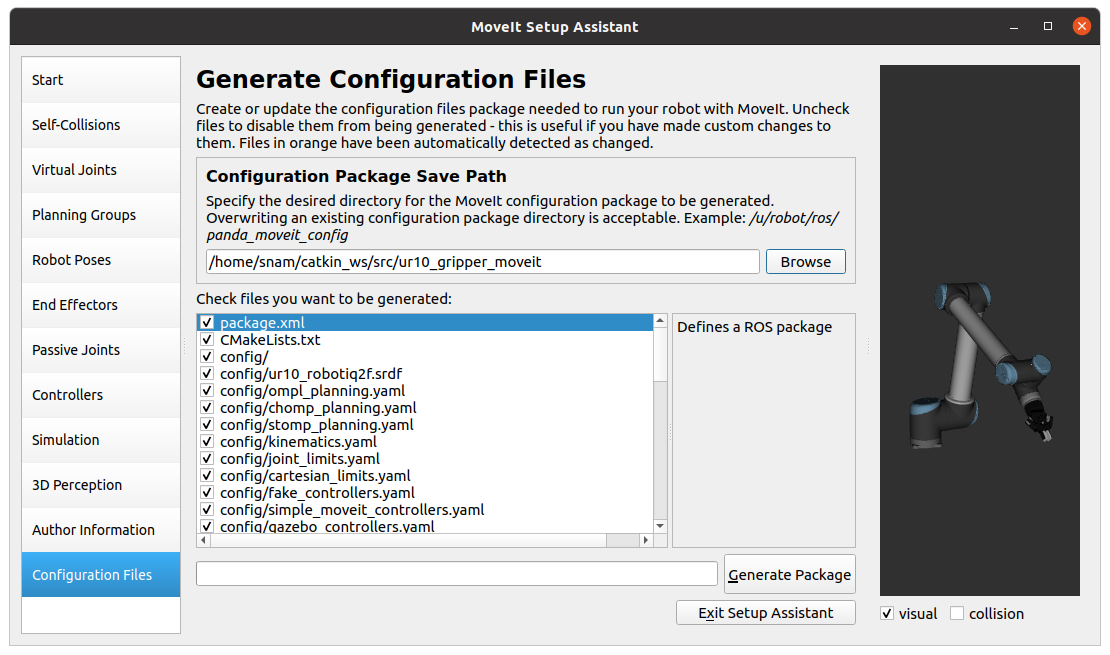 MoveIt Setup Assistant
Start
Self-Collisions
Virtual Joints
Planning Groups
Robot Poses
End Effectors
Passive Joints
Controllers
Simulation
3D Perception
Author Information
Configuration Files
Generate Configuration Files
Create or update the configuration files package needed to run your robot with MoveIt. Uncheck
files to disable them from being generated - this is useful if you have made custom changes to
them. Files in orange have been automatically detected as changed.
Configuration Package Save Path
Specify the desired directory for the MoveIt configuration package to be generated.
Overwriting an existing configuration package directory is acceptable. Example: /u/robot/ros/
panda_moveit_config
/home/snam/catkin_ws/src/ur10_gripper_moveit
Browse
Check files you want to be generated:
package.xml
CMakeLists.txt
config/
config/ur10_robotiq2f.srdf
config/ompl_planning.yaml
config/chomp_planning.yaml
config/stomp_planning.yaml
config/kinematics.yaml
config/joint_limits.yaml
config/cartesian_limits.yaml
config/fake_controllers.yaml
config/simple_moveit_controllers.yaml
config/gazebo_controllers.yaml
Defines a ROS package
Generate Package
Exit Setup Assistant
visual
collision